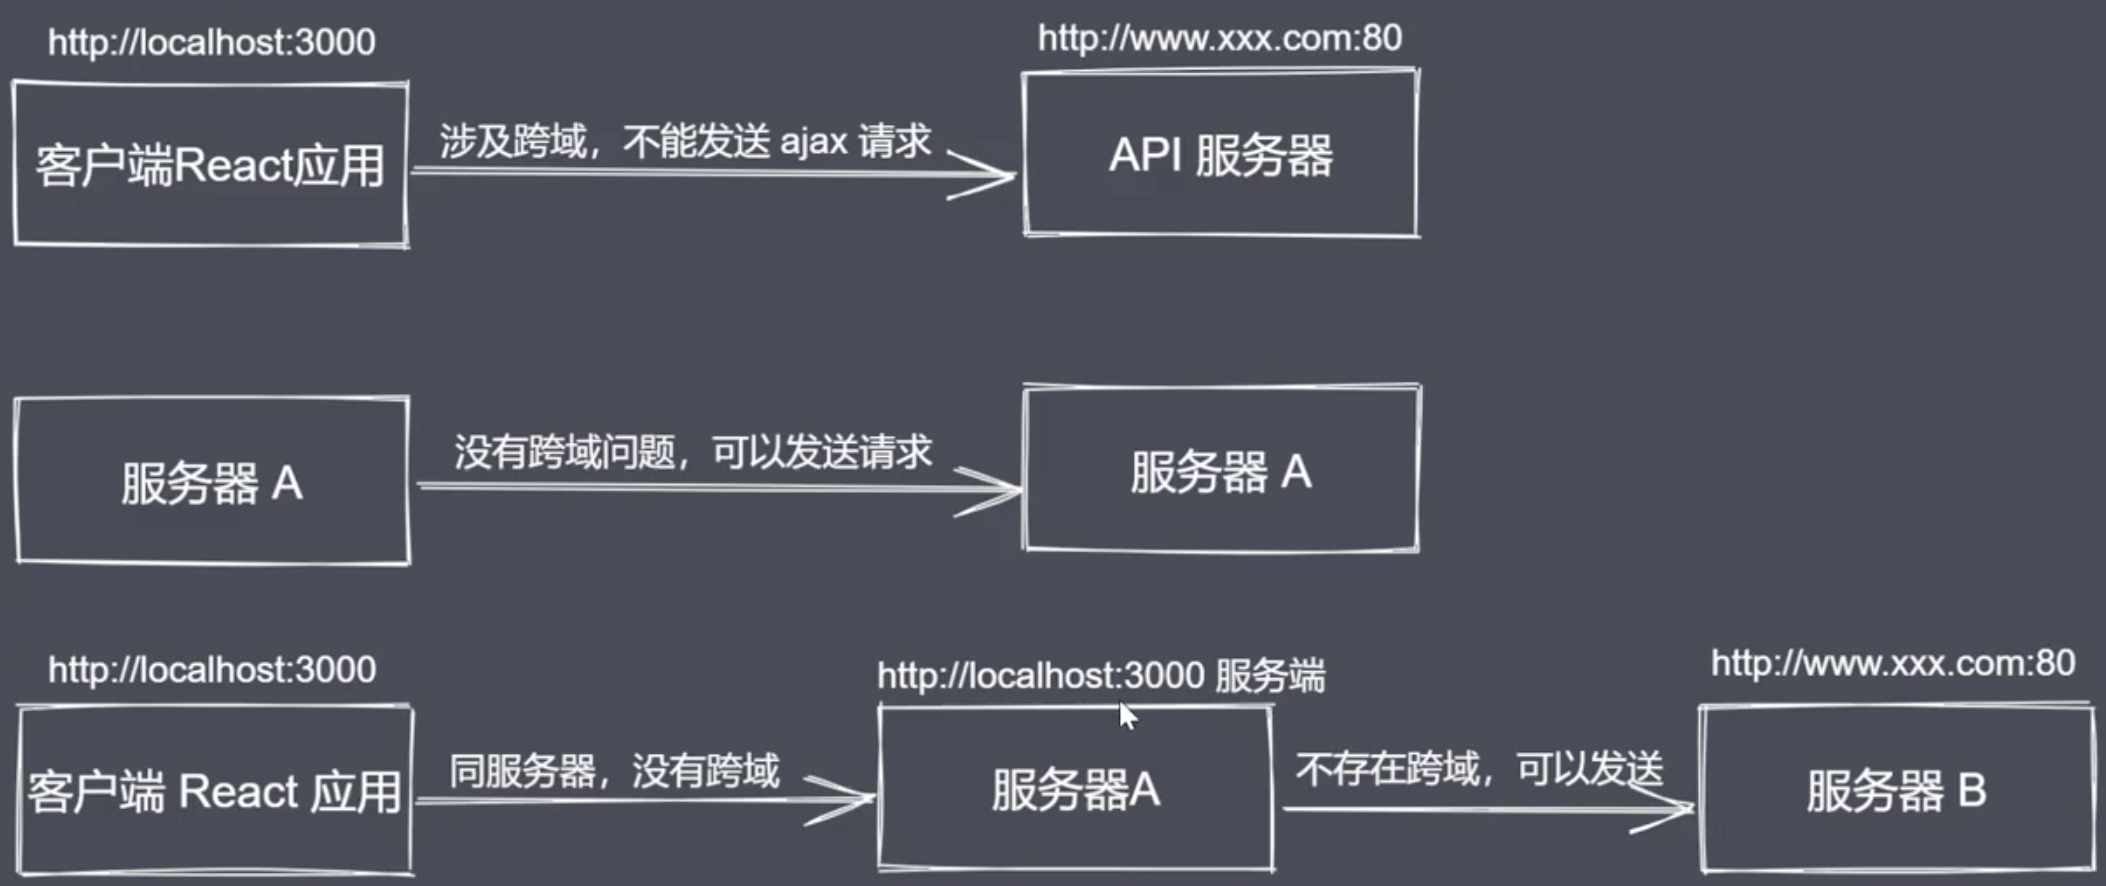 http://localhost:3000
http://www.xxx.com:80
客户端React应用
涉及跨域，不能发送 ajax 请求
API 服务器
服务器 A
没有跨域问题，可以发送请求
服务器 A
http://localhost:3000
http://localhost:3000 服务端
http://www.xxx.com:80
客户端 React 应用
同服务器，没有跨域
服务器A
不存在跨域，可以发送
服务器 B